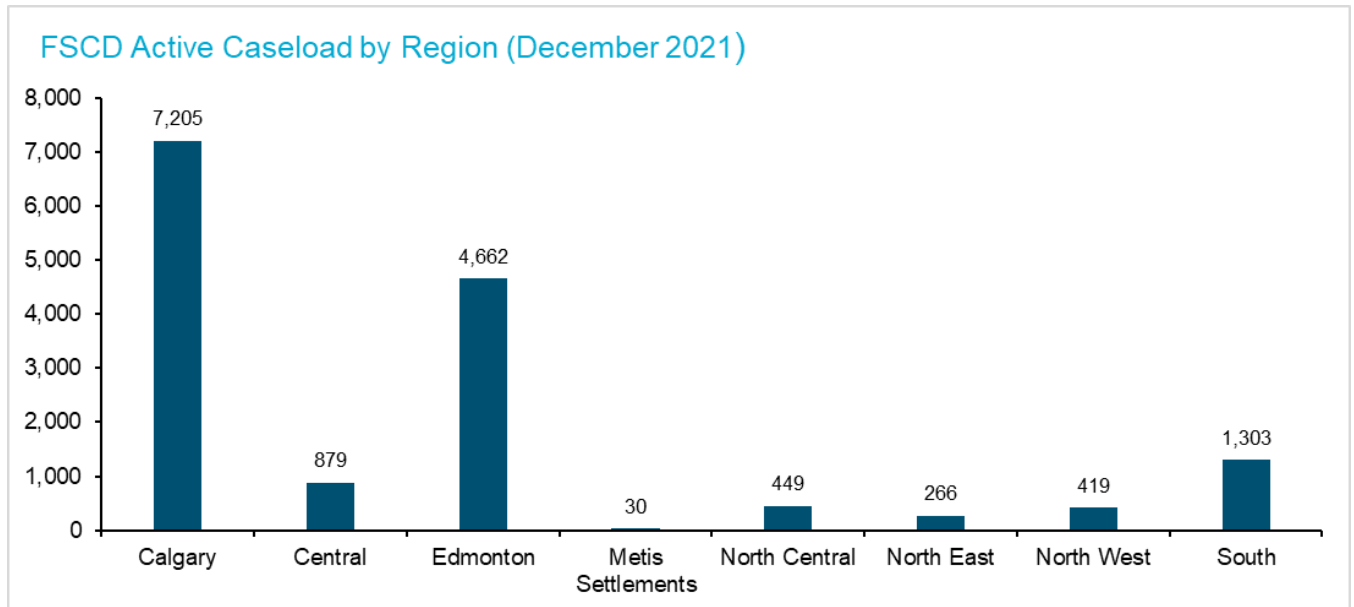 FSCD Active Caseload by Region (December 2021)
8,000
7,000
6,000
5,000
4,000
3,000
2,000
1,000
0
7,205
879
4,662
30
449
266
419
1,303
Calgary
Central
Edmonton
Metis
Settlements
North Central
North East
North West
South